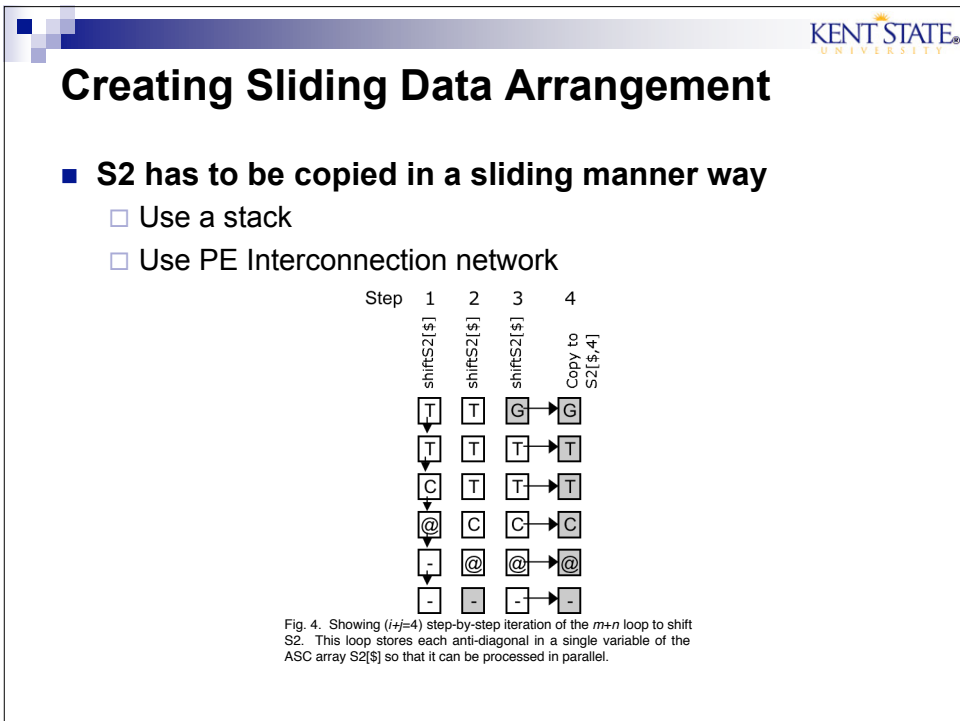 KENT STATE®
UNIVERSITY
Creating Sliding Data Arrangement
S2 has to be copied in a sliding manner way
Use a stack
Use PE Interconnection network
Step 1 2 3 4
shiftS2[$] shiftS2[$] shiftS2[$] Copy to
S2[$,4]
T T G G
T T T T
C T T T
@ C C C
- @ @ @
- - - -
Fig. 4. Showing (i+j=4) step-by-step iteration of the m+n loop to shift
S2. This loop stores each anti-diagonal in a single variable of the
ASC array S2[$] so that it can be processed in parallel.